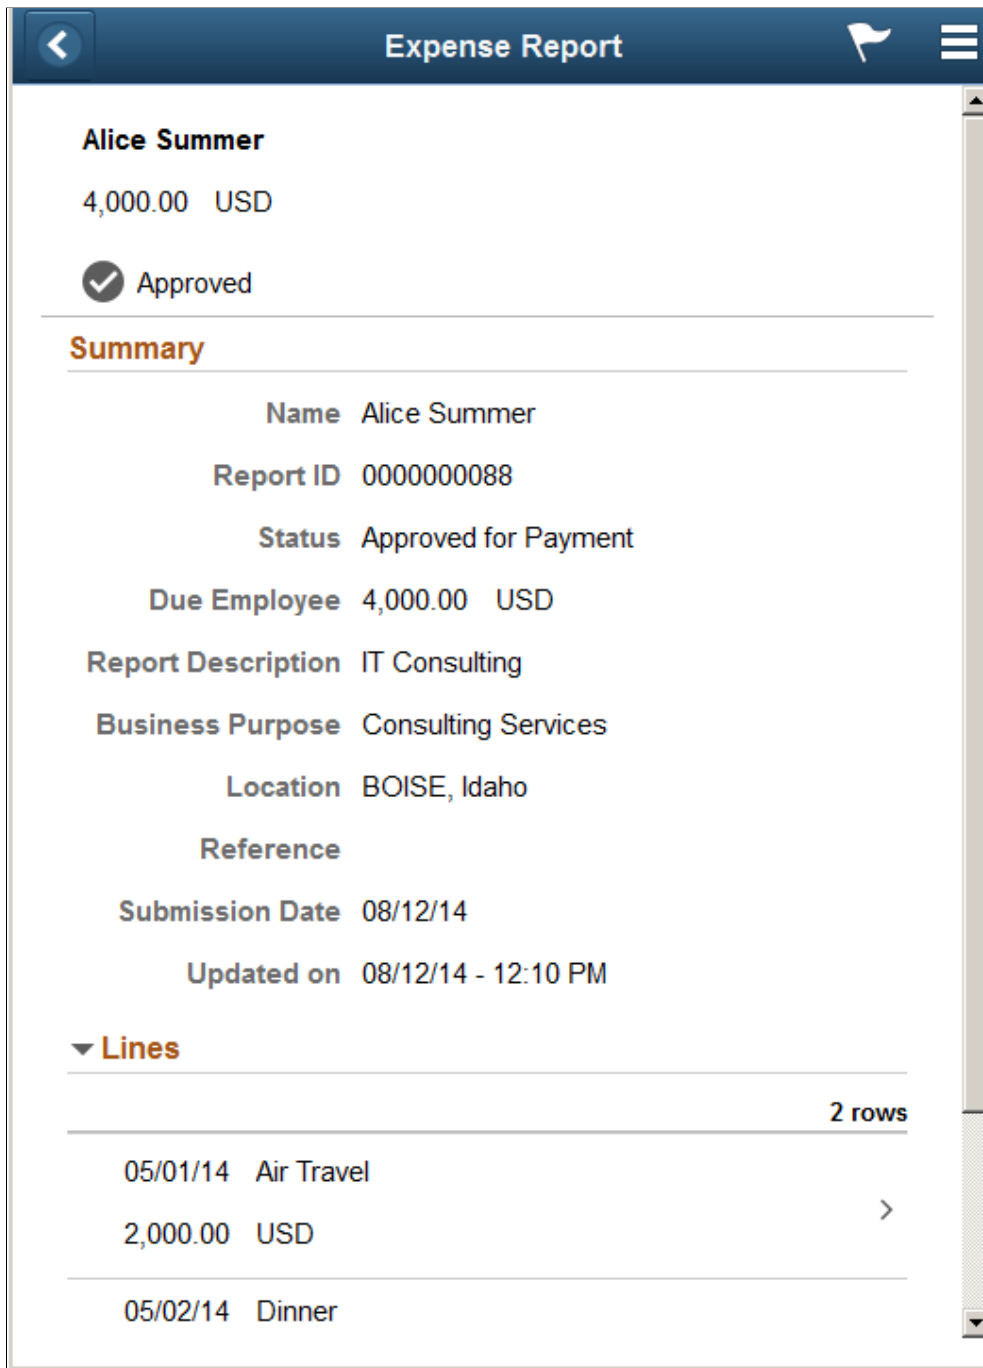 Expense Report
Alice Summer
4,000.00 USD
Approved
Summary
Name Alice Summer
Report ID 0000000088
Status Approved for Payment
Due Employee 4,000.00 USD
Report Description IT Consulting
Business Purpose Consulting Services
Location BOISE, Idaho
Reference
Submission Date 08/12/14
Updated on 08/12/14 - 12:10 PM
Lines
2 rows
05/01/14 Air Travel
2,000.00 USD
05/02/14 Dinner